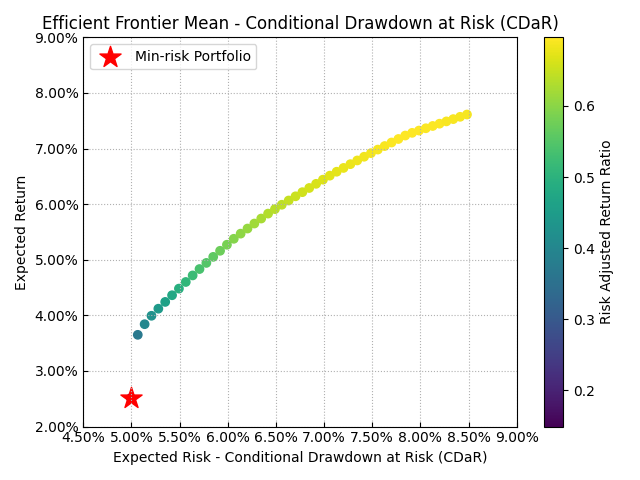 Efficient Frontier Mean - Conditional Drawdown at Risk (CDaR)
Min-risk Portfolio
9.00%
8.00%
7.00%
6.00%
5.00%
4.00%
3.00%
2.00%
Expected Return
4.50% 5.00% 5.50% 6.00% 6.50% 7.00% 7.50% 8.00% 8.50% 9.00%
Expected Risk - Conditional Drawdown at Risk (CDaR)
0.6
0.5
0.4
0.3
0.2
Risk Adjusted Return Ratio